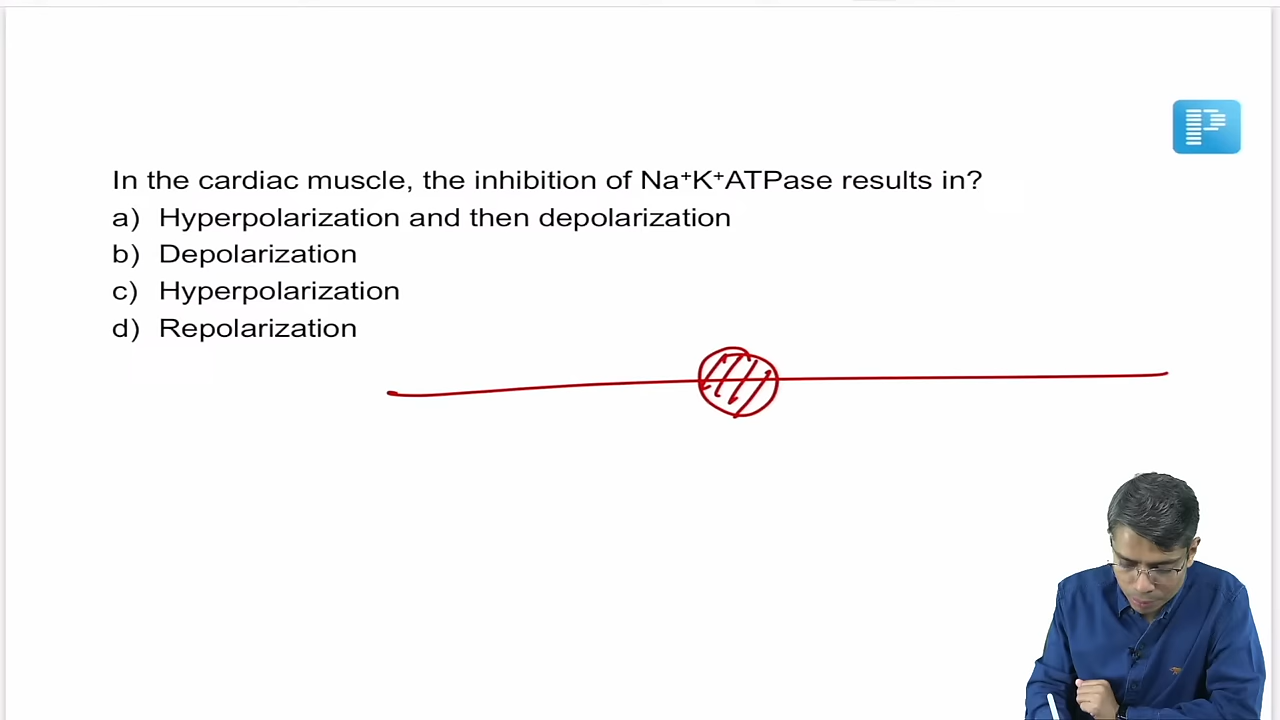 In the cardiac muscle, the inhibition of Na⁺K⁺ATPase results in?
a) Hyperpolarization and then depolarization
b) Depolarization
c) Hyperpolarization
d) Repolarization
P